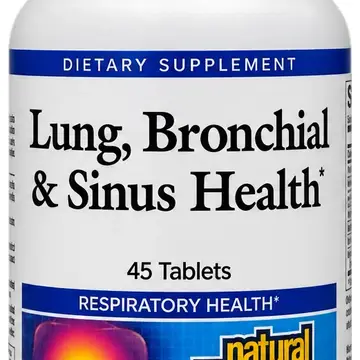 DIETARY SUPPLEMENT
Lung, Bronchial
& Sinus Health*
45 Tablets
RESPIRATORY HEALTH*
natural